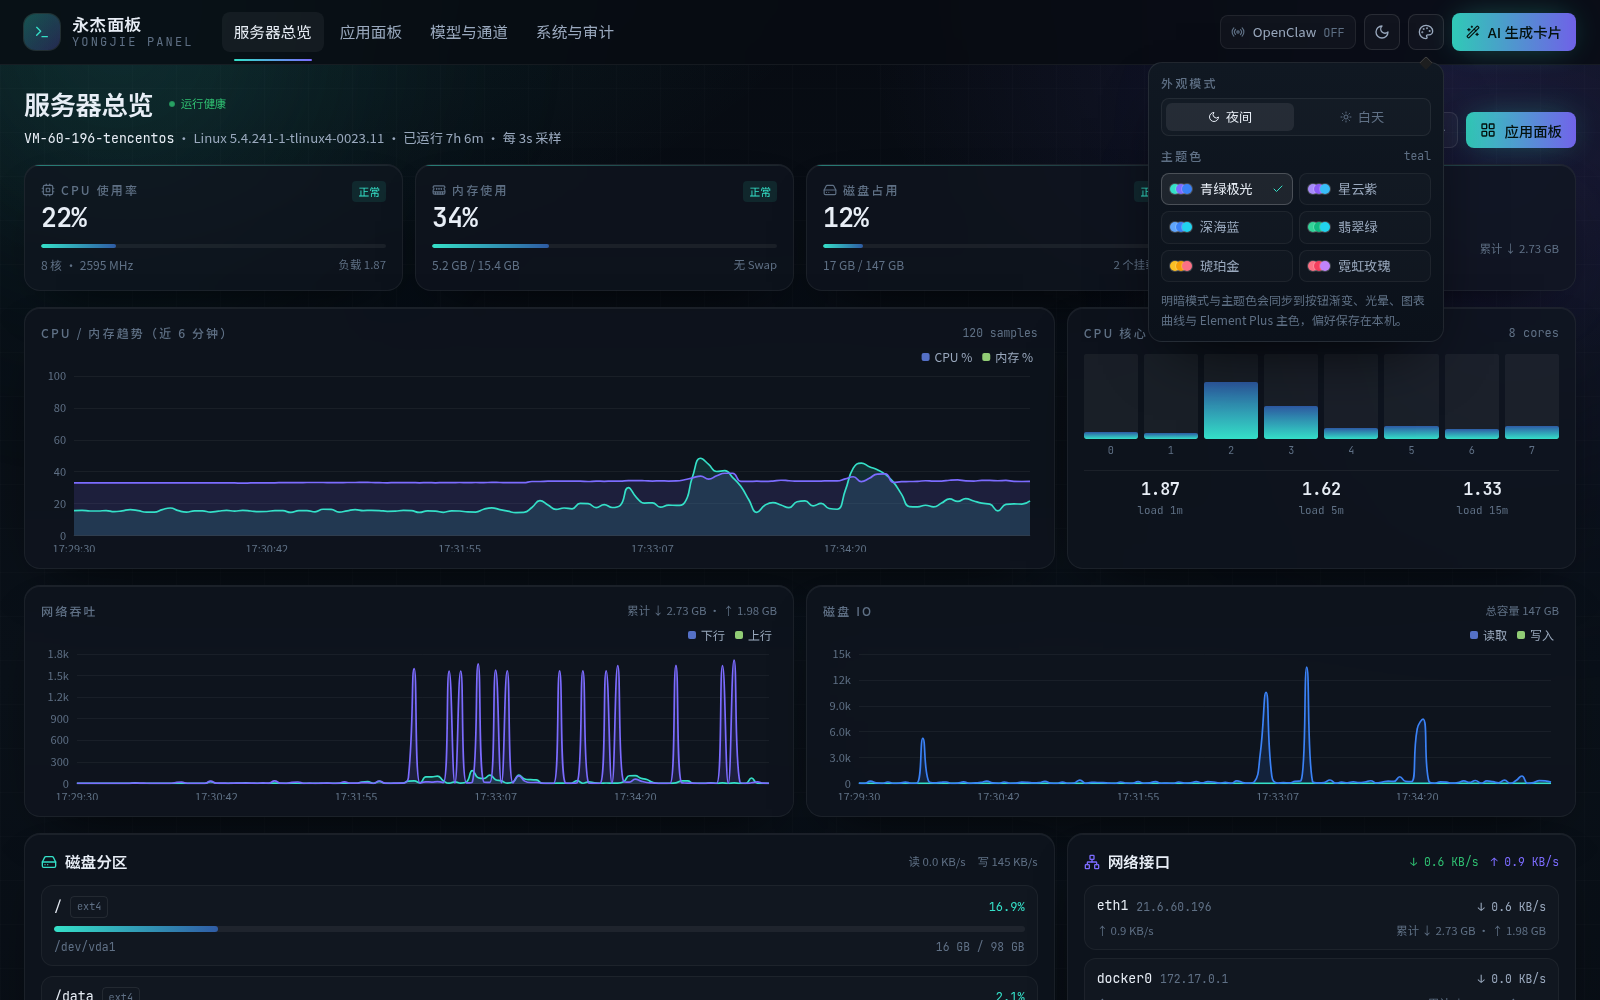 永杰面板
YONGJIE PANEL
服务器总览
应用面板
模型与通道
系统与审计
OpenClaw OFF
AI 生成卡片
服务器总览
运行健康
VM-60-196-tencentos • Linux 5.4.241-1-tlinux4-0023.11 • 已运行 7h 6m • 每 3s 采样
应用面板
外观模式
夜间
白天
主题色
teal
青绿极光
星云紫
深海蓝
翡翠绿
琥珀金
霓虹玫瑰
明暗模式与主题色会同步到按钮渐变、光晕、图表
曲线与 Element Plus 主色，偏好保存在本机。
CPU 使用率
正常
22%
8 核 • 2595 MHz
负载 1.87
内存使用
正常
34%
5.2 GB / 15.4 GB
无 Swap
磁盘占用
正
12%
17 GB / 147 GB
2 个挂
累计 ↓ 2.73 GB
CPU / 内存趋势（近 6 分钟）
120 samples
CPU %
内存 %
100
80
60
40
20
0
17:29:30
17:30:42
17:31:55
17:33:07
17:34:20
CPU 核心
8 cores
0
1
2
3
4
5
6
7
1.87
1.62
1.33
load 1m
load 5m
load 15m
网络吞吐
累计 ↓ 2.73 GB • ↑ 1.98 GB
下行
上行
1.8k
1.5k
1.2k
900
600
300
0
17:29:30
17:30:42
17:31:55
17:33:07
17:34:20
磁盘 IO
总容量 147 GB
读取
写入
15k
12k
9.0k
6.0k
3.0k
0
17:29:30
17:30:42
17:31:55
17:33:07
17:34:20
磁盘分区
读 0.0 KB/s
写 145 KB/s
/
ext4
16.9%
/dev/vda1
16 GB / 98 GB
/data
ext4
2.1%
网络接口
↓ 0.6 KB/s
↑ 0.9 KB/s
eth1 21.6.60.196
↓ 0.6 KB/s
↑ 0.9 KB/s
累计 ↓ 2.73 GB • ↑ 1.98 GB
docker0 172.17.0.1
↓ 0.0 KB/s